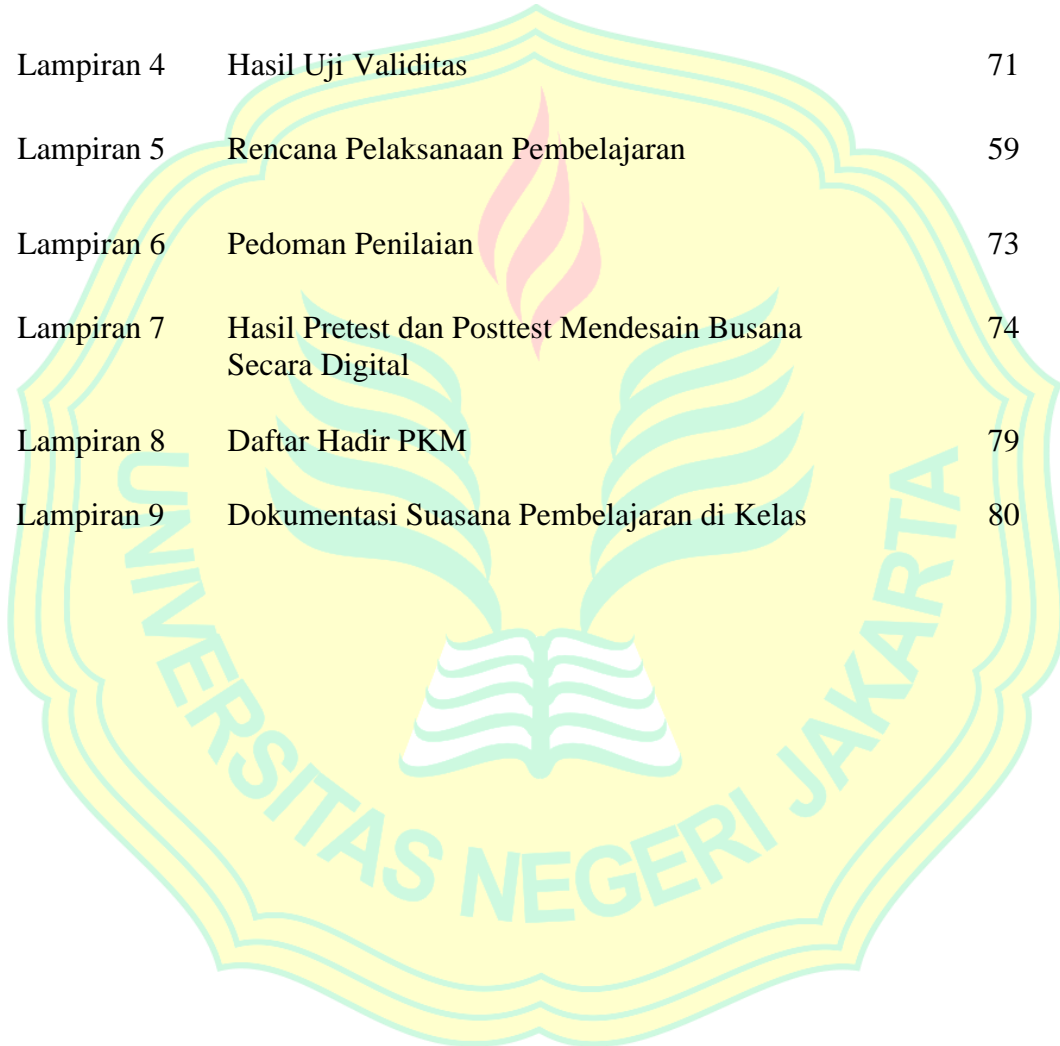 Lampiran 4 Hasil Uji Validitas 71
Lampiran 5 Rencana Pelaksanaan Pembelajaran 59
Lampiran 6 Pedoman Penilaian 73
Lampiran 7 Hasil Pretest dan Posttest Mendesain Busana 74
Secara Digital
Lampiran 8 Daftar Hadir PKM 79
Lampiran 9 Dokumentasi Suasana Pembelajaran di Kelas 80
UNIVERSITAS NEGERI JAKARTA